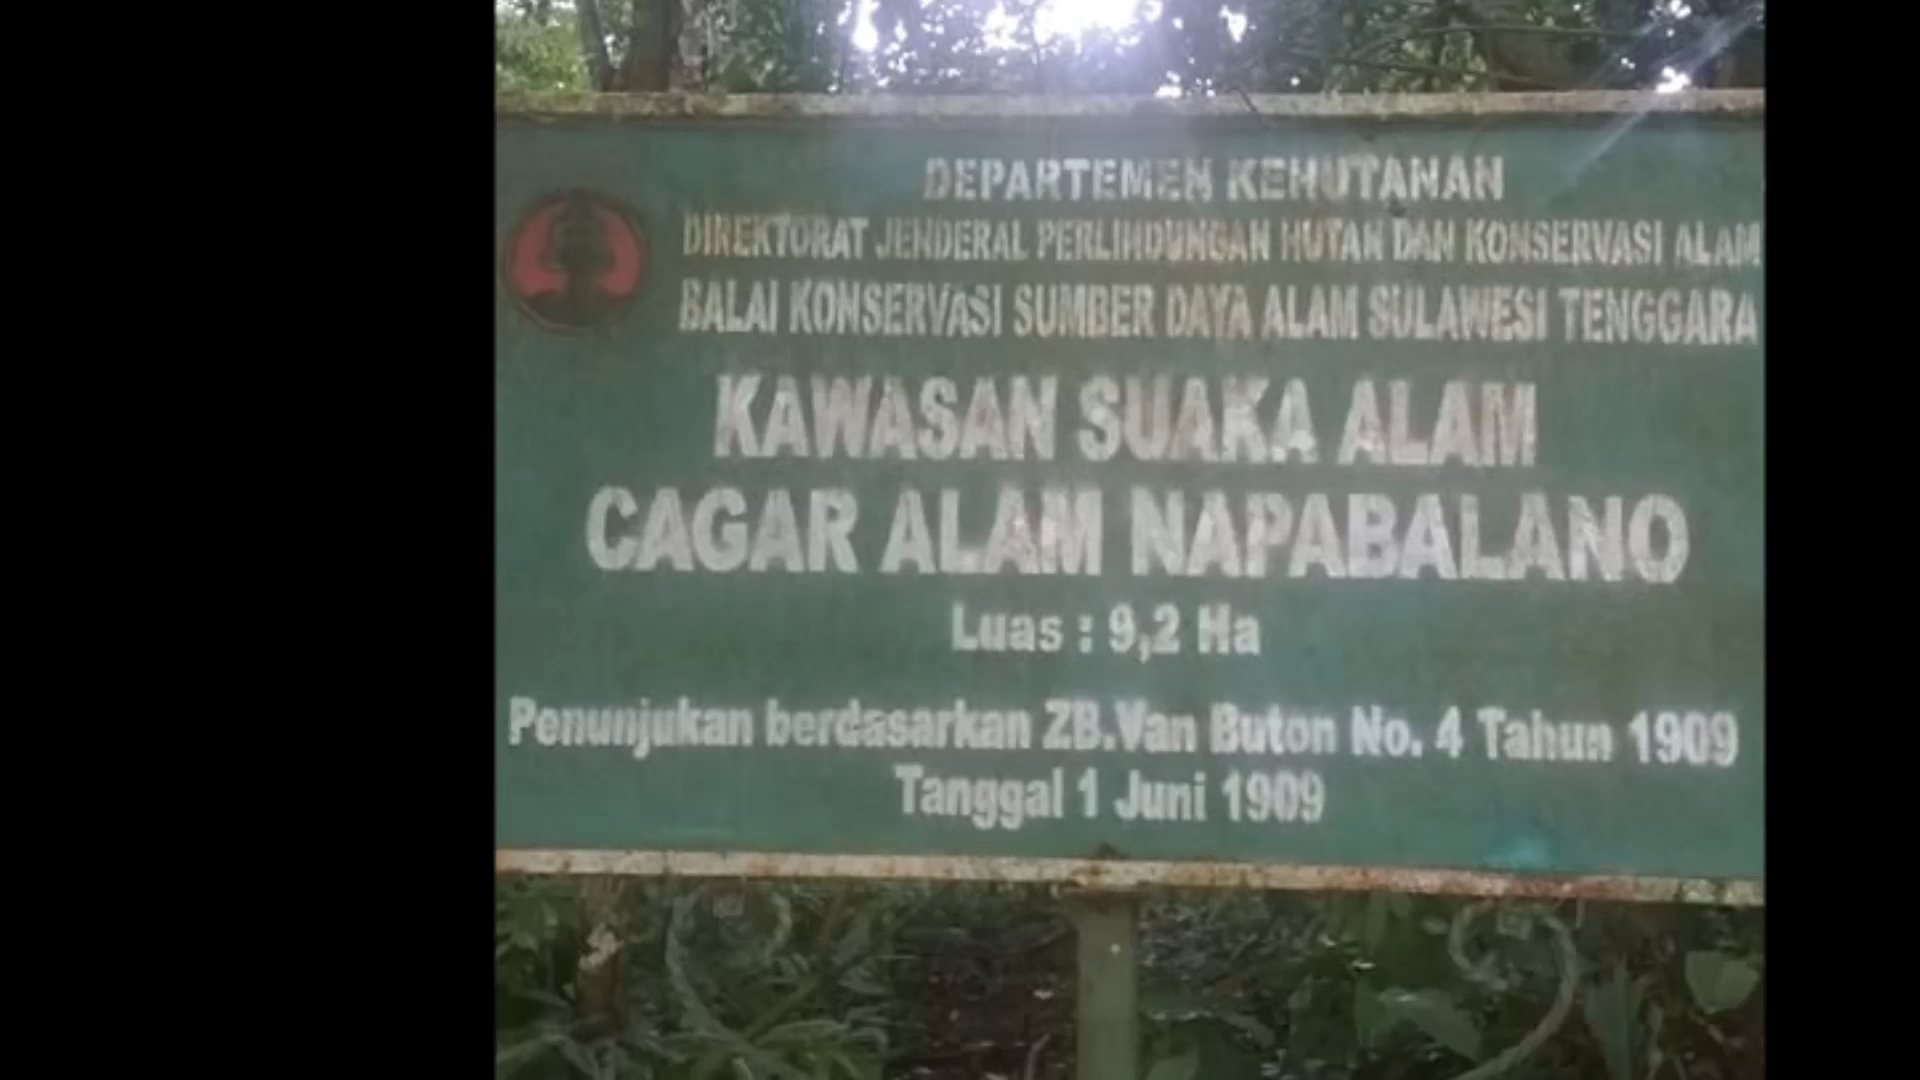 DEPARTEMEN KEHUTANAN
DIREKTORAT JENDERAL PERLINDUNGAN HUTAN DAN KONSERVASI ALAM
BALAI KONSERVASI SUMBER DAYA ALAM SULAWESI TENGGARA
KAWASAN SUAKA ALAM
CAGAR ALAM NAPABALANO
Luas : 9,2 Ha
Penunjukan berdasarkan ZB.Van Buton No. 4 Tahun 1909
Tanggal 1 Juni 1909